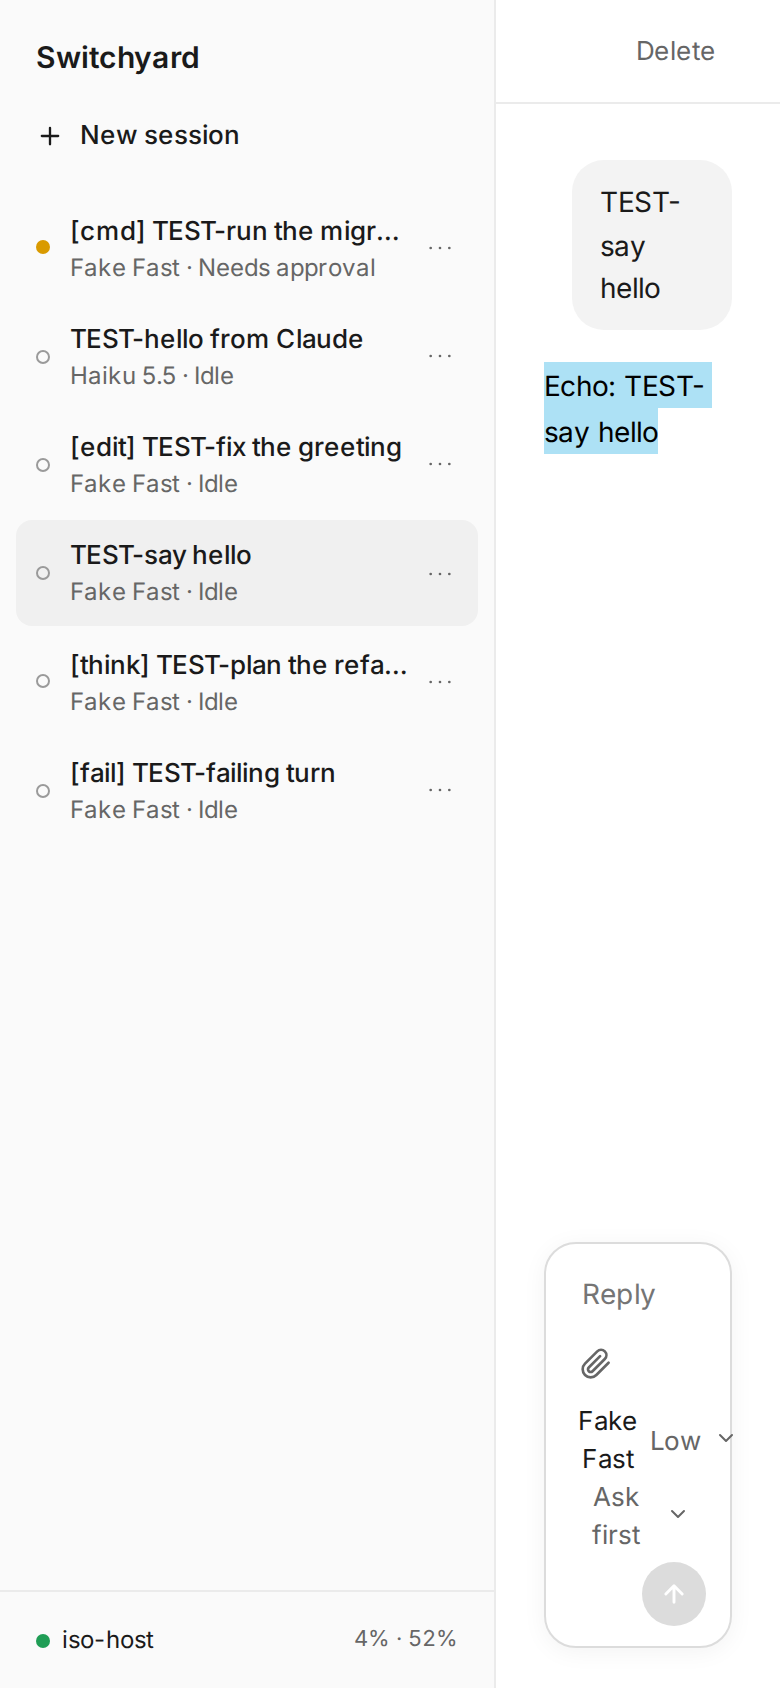 Switchyard
New session
[cmd] TEST-run the migr...
Fake Fast · Needs approval
TEST-hello from Claude
Haiku 5.5 · Idle
[edit] TEST-fix the greeting
Fake Fast · Idle
TEST-say hello
Fake Fast · Idle
[think] TEST-plan the refa...
Fake Fast · Idle
[fail] TEST-failing turn
Fake Fast · Idle
iso-host
4% · 52%
Delete
TEST-
say
hello
Echo: TEST-
say hello
Reply
Fake
Fast
Low
Ask
first